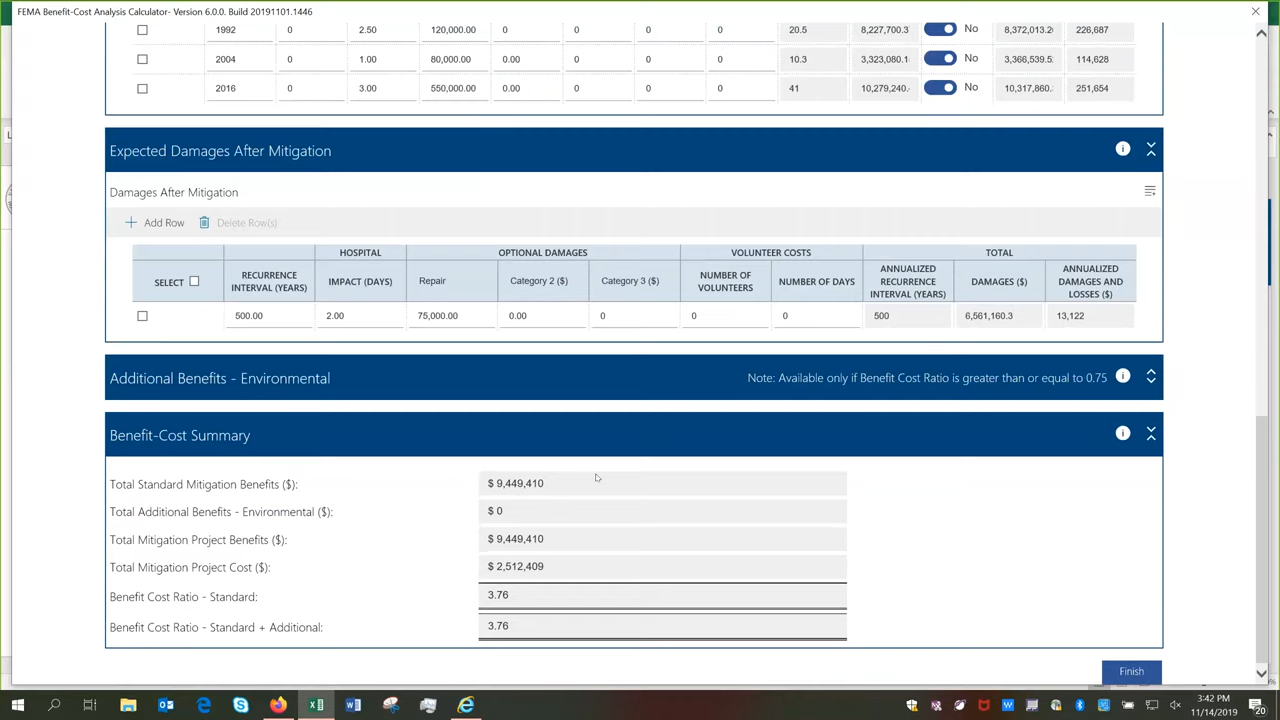 FEMA Benefit-Cost Analysis Calculator- Version 6.0.0. Build 20191101.1446
1992 0 2.50 120,000.00 0 0 0 0 20.5 8,227,700.3 No 8,372,013.2 226,687
2004 0 1.00 80,000.00 0.00 0 0 0 10.3 3,323,080.1 No 3,366,539.5 114,628
2016 0 3.00 550,000.00 0.00 0 0 0 41 10,279,240. No 10,317,860. 251,654
Expected Damages After Mitigation
Damages After Mitigation
Add Row Delete Row(s)
HOSPITAL OPTIONAL DAMAGES VOLUNTEER COSTS TOTAL
SELECT RECURRENCE INTERVAL (YEARS) IMPACT (DAYS) Repair Category 2 ($) Category 3 ($) NUMBER OF VOLUNTEERS NUMBER OF DAYS ANNUALIZED RECURRENCE INTERVAL (YEARS) DAMAGES ($) ANNUALIZED DAMAGES AND LOSSES ($)
500.00 2.00 75,000.00 0.00 0 0 0 500 6,561,160.3 13,122
Additional Benefits - Environmental Note: Available only if Benefit Cost Ratio is greater than or equal to 0.75
Benefit-Cost Summary
Total Standard Mitigation Benefits ($): $ 9,449,410
Total Additional Benefits - Environmental ($): $ 0
Total Mitigation Project Benefits ($): $ 9,449,410
Total Mitigation Project Cost ($): $ 2,512,409
Benefit Cost Ratio - Standard: 3.76
Benefit Cost Ratio - Standard + Additional: 3.76
Finish
3:42 PM
11/14/2019
20